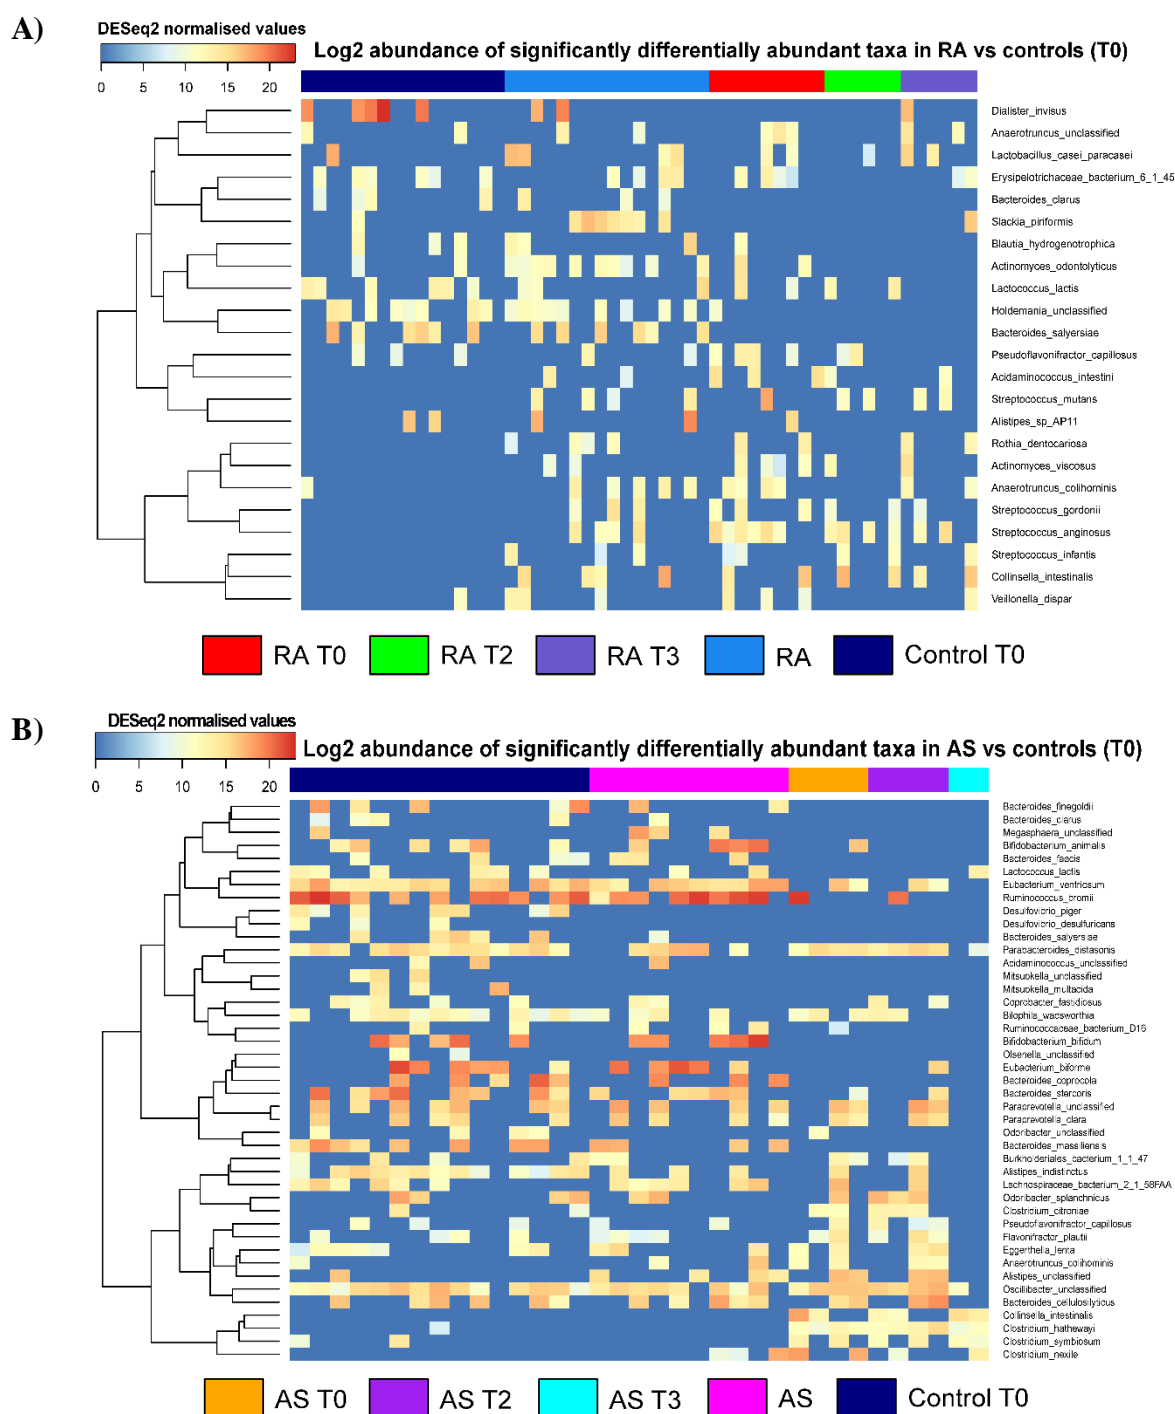 A)
DESeq2 normalised values
Log2 abundance of significantly differentially abundant taxa in RA vs controls (T0)
0 5 10 15 20
Dialister_invisus
Anaerotruncus_unclassified
Lactobacillus_casei_paracasei
Erysipelotrichaceae_bacterium_6_1_45
Bacteroides_clarus
Slackia_piriformis
Blautia_hydrogenotrophica
Actinomyces_odontolyticus
Lactococcus_lactis
Holdemania_unclassified
Bacteroides_salyersiae
Pseudoflavonifractor_capillosus
Acidaminococcus_intestini
Streptococcus_mutans
Alistipes_sp_AP11
Rothia_dentocariosa
Actinomyces_viscosus
Anaerotruncus_colihominis
Streptococcus_gordonii
Streptococcus_anginosus
Streptococcus_infantis
Collinsella_intestinalis
Veillonella_dispar
RA T0 RA T2 RA T3 RA Control T0
B)
DESeq2 normalised values
Log2 abundance of significantly differentially abundant taxa in AS vs controls (T0)
0 5 10 15 20
Bacteroides_finegoldii
Bacteroides_clarus
Megasphaera_unclassified
Bifidobacterium_animalis
Bacteroides_faecis
Lactococcus_lactis
Eubacterium_ventriosum
Ruminococcus_bromii
Desulfovibrio_piger
Desulfovibrio_desulfuricans
Bacteroides_salyersiae
Parabacteroides_distasonis
Acidaminococcus_unclassified
Mitsuokella_unclassified
Mitsuokella_multacida
Coprobacter_fastidiosus
Bilophila_wadsworthia
Ruminococcaceae_bacterium_D16
Bifidobacterium_bifidum
Olsenella_unclassified
Eubacterium_biforme
Bacteroides_coprocola
Bacteroides_stercoris
Paraprevotella_unclassified
Paraprevotella_clara
Odoribacter_unclassified
Bacteroides_massiliensis
Burkholderiales_bacterium_1_1_47
Alistipes_indistinctus
Lachnospiraceae_bacterium_2_1_58FAA
Odoribacter_splanchnicus
Clostridium_citroniae
Pseudoflavonifractor_capillosus
Flavonifractor_plautii
Eggerthella_lenta
Anaerotruncus_colihominis
Alistipes_unclassified
Oscillibacter_unclassified
Bacteroides_cellulosilyticus
Collinsella_intestinalis
Clostridium_hathewayi
Clostridium_symbiosum
Clostridium_nexile
AS T0 AS T2 AS T3 AS Control T0